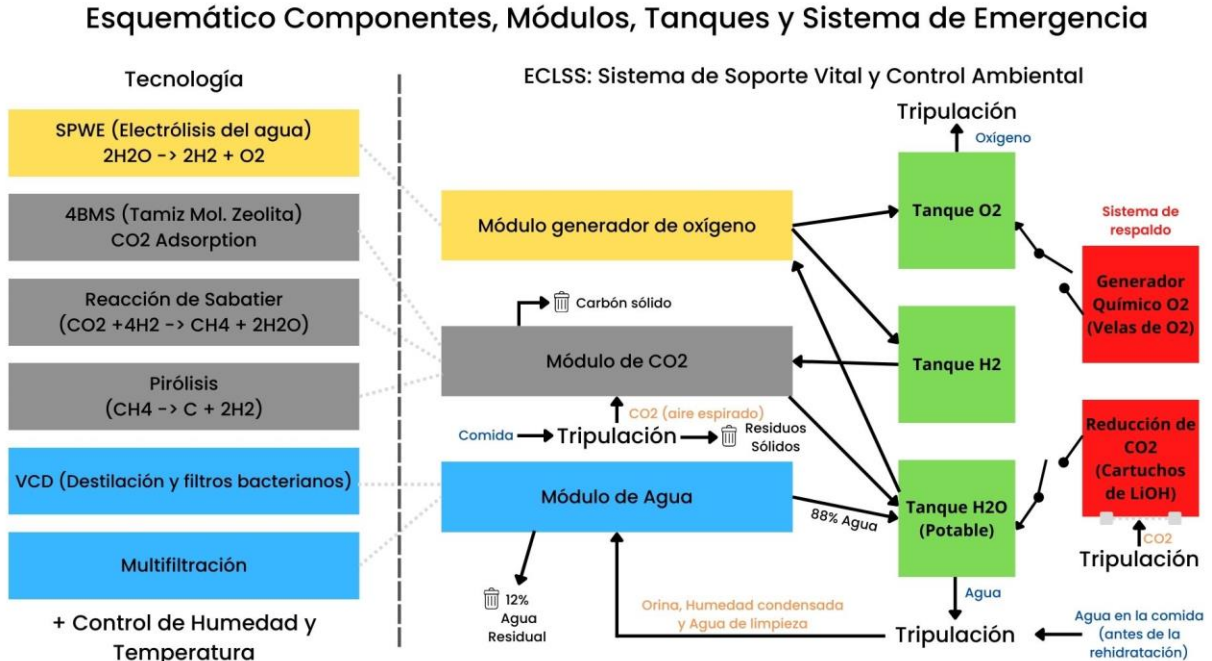 Esquemático Componentes, Módulos, Tanques y Sistema de Emergencia
Tecnología
SPWE (Electrólisis del agua)
2H2O -> 2H2 + O2
4BMS (Tamiz Mol. Zeolita)
CO2 Adsorption
Reacción de Sabatier
(CO2 +4H2 -> CH4 + 2H2O)
Pirólisis
(CH4 -> C + 2H2)
VCD (Destilación y filtros bacterianos)
Multifiltración
+ Control de Humedad y
Temperatura
ECLSS: Sistema de Soporte Vital y Control Ambiental
Tripulación
Oxígeno
Módulo generador de oxígeno
Tanque O2
Sistema de
respaldo
Generador
Químico O2
(Velas de O2)
Carbón sólido
Módulo de CO2
Tanque H2
CO2 (aire espirado)
Comida
Tripulación
Residuos
Sólidos
Reducción de
CO2
(Cartuchos
de LiOH)
CO2
Tripulación
Módulo de Agua
88% Agua
Tanque H2O
(Potable)
12%
Agua
Residual
Orina, Humedad condensada
y Agua de limpieza
Agua
Tripulación
Agua en la comida
(antes de la
rehidratación)